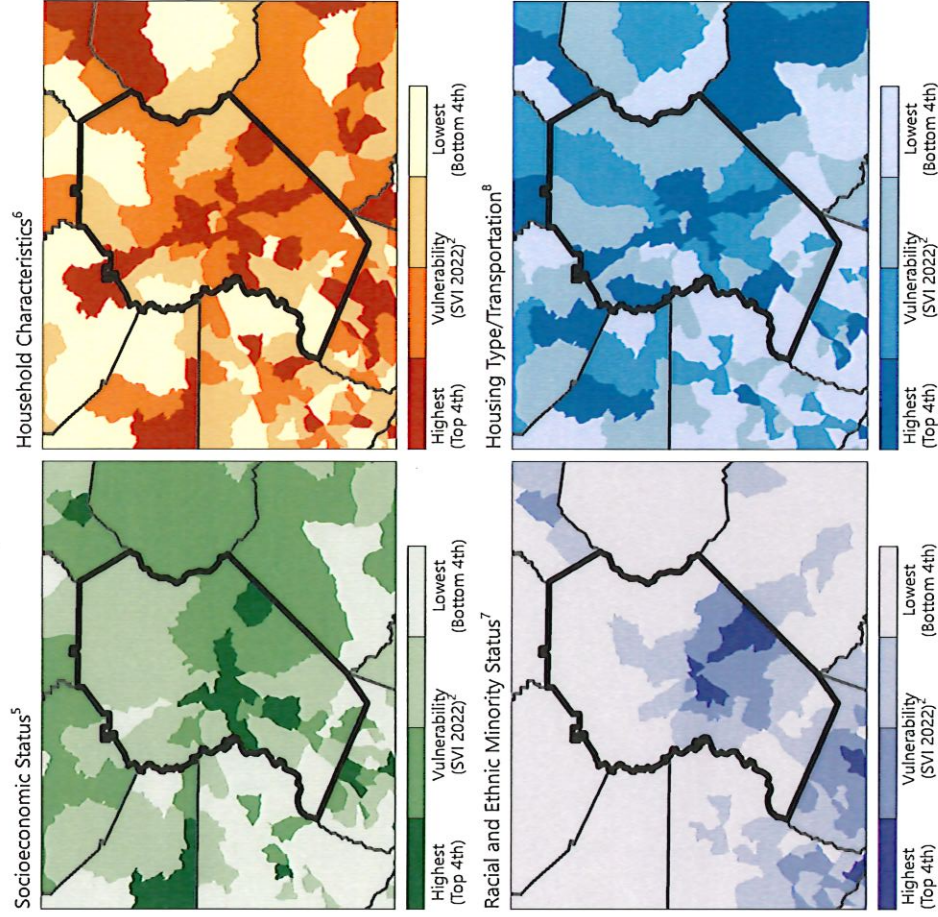 Socioeconomic Status⁵
Highest
(Top 4th)
Vulnerability
(SVI 2022)²
Lowest
(Bottom 4th)
Household Characteristics⁶
Highest
(Top 4th)
Vulnerability
(SVI 2022)²
Lowest
(Bottom 4th)
Racial and Ethnic Minority Status⁷
Highest
(Top 4th)
Vulnerability
(SVI 2022)²
Lowest
(Bottom 4th)
Housing Type/Transportation⁸
Highest
(Top 4th)
Vulnerability
(SVI 2022)²
Lowest
(Bottom 4th)